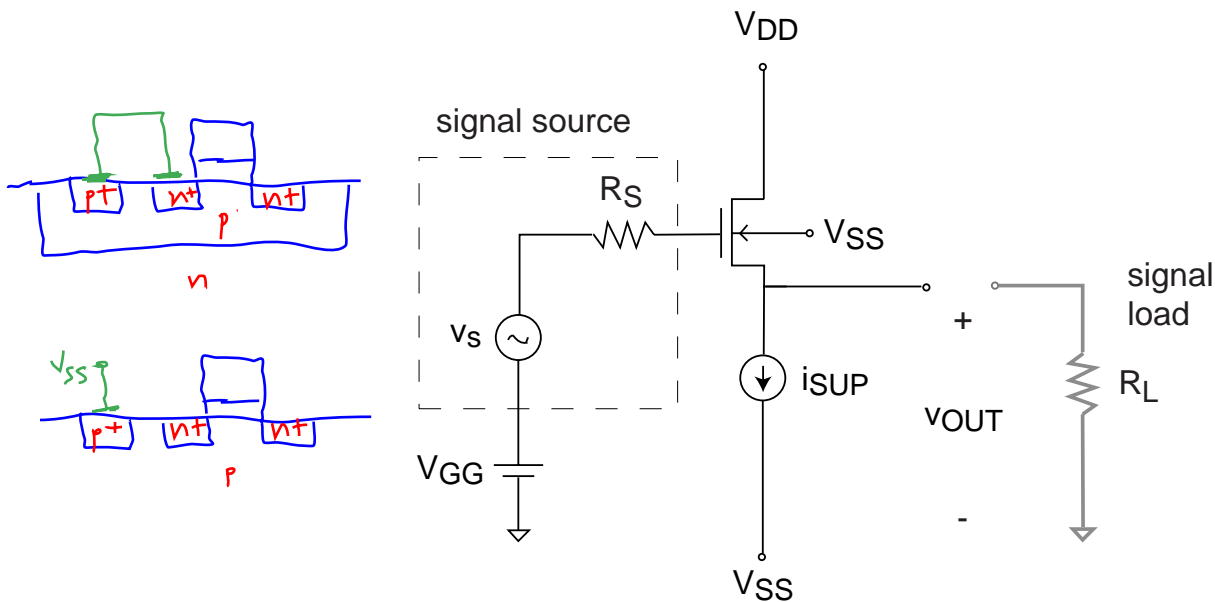 p+ n+ n+
p
n
VSS
p+ n+ n+
p
VDD
signal source
RS
VSS
vs
VGG
iSUP
VSS
signal
load
+
RL
vOUT
-